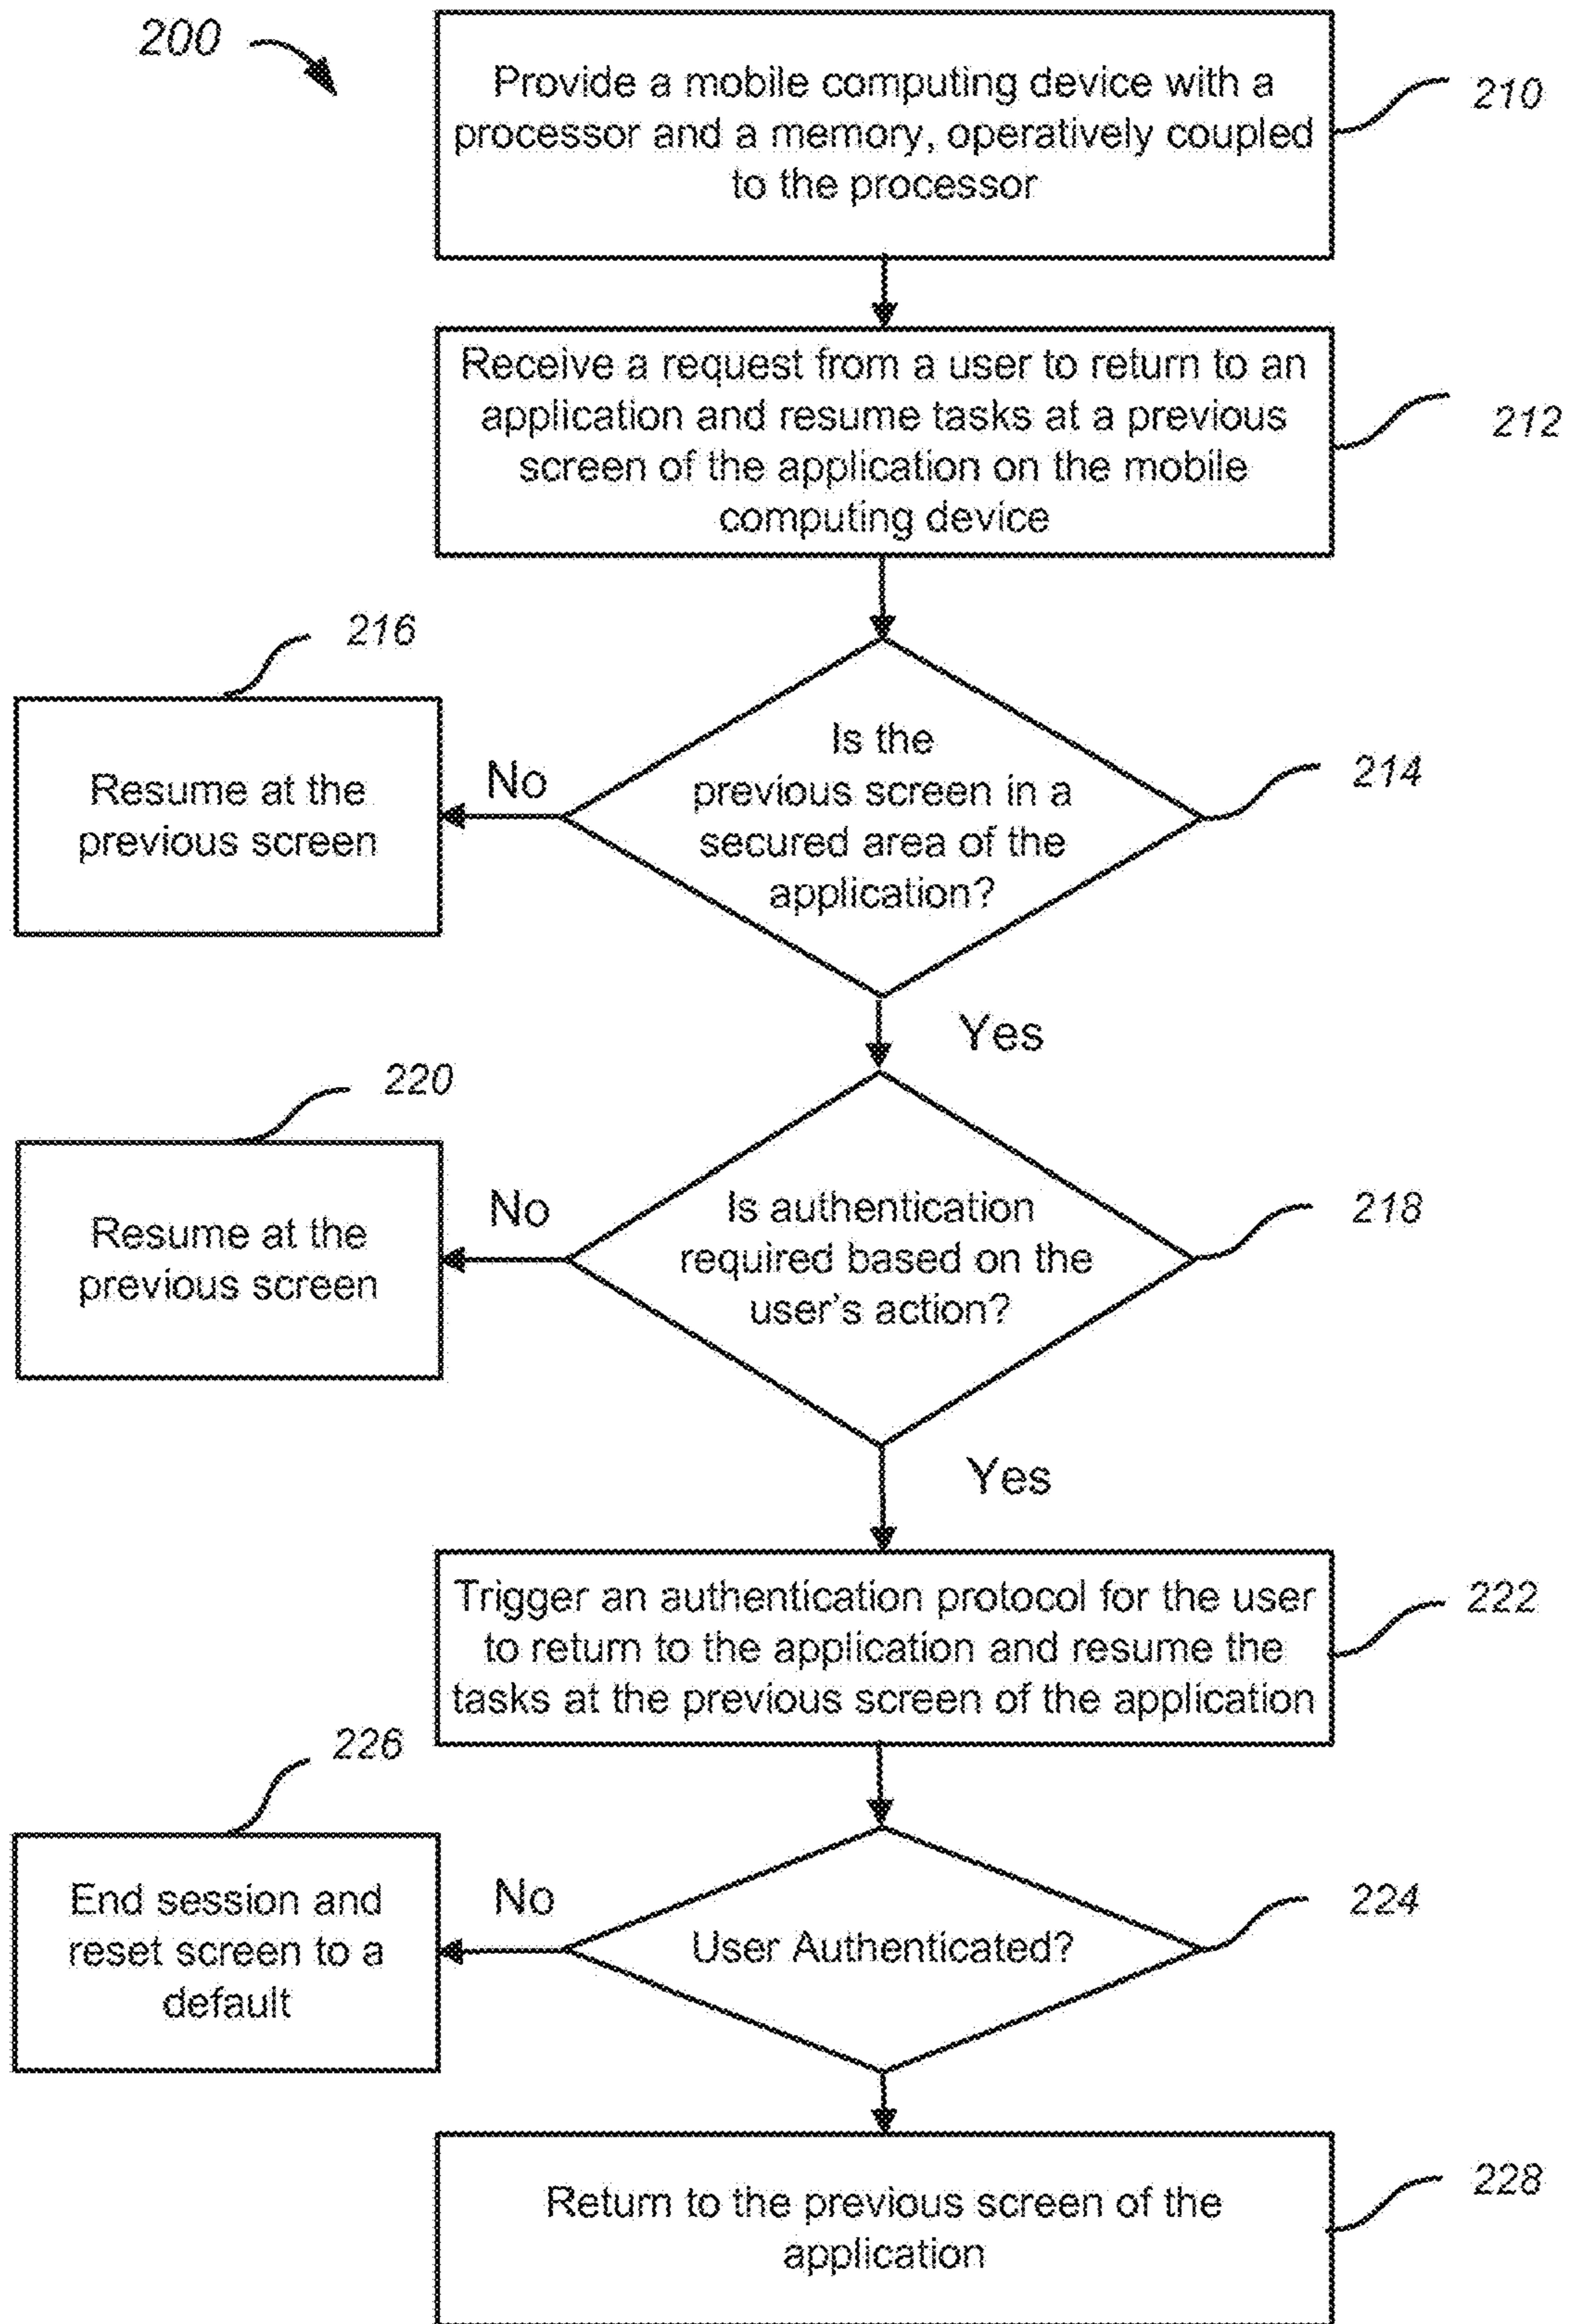 200
Provide a mobile computing device with a
processor and a memory, operatively coupled
to the processor
210
Receive a request from a user to return to an
application and resume tasks at a previous
screen of the application on the mobile
computing device
212
Is the
previous screen in a
secured area of the
application?
214
No
216
Resume at the
previous screen
Yes
Is authentication
required based on the
user's action?
218
No
220
Resume at the
previous screen
Yes
Trigger an authentication protocol for the user
to return to the application and resume the
tasks at the previous screen of the application
222
User Authenticated?
224
No
226
End session and
reset screen to a
default
Return to the previous screen of the
application
228